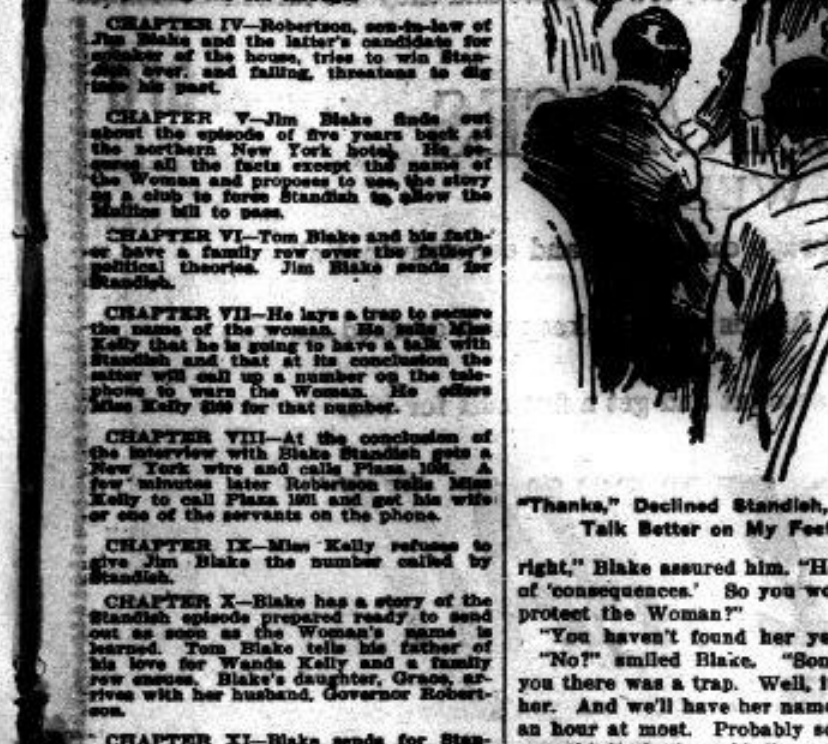 CHAPTER IV—Robertson, son-in-law of
Jim Blake and the latter's candidate for
speaker of the house, tries to win Stan-
dish over, and failing, threatens to dig
into his past.
CHAPTER V—Jim Blake finds out
about the episode of five years back at
the northern New York hotel. He se-
cures all the facts except the name of
the Woman and proposes to use the story
as a club to force Standish to allow the
Mullins bill to pass.
CHAPTER VI—Tom Blake and his fath-
er have a family row over the father's
political theories. Jim Blake sends for
Standish.
CHAPTER VII—He lays a trap to secure
the name of the woman. He tells Miss
Kelly that he is going to have a talk with
Standish and that at its conclusion the
latter will call up a number on the tele-
phone to warn the Woman. He offers
Miss Kelly $100 for that number.
CHAPTER VIII—At the conclusion of
the interview with Blake Standish gets a
New York wire and calls Plaza 1001. A
few minutes later Robertson tells Miss
Kelly to call Plaza 1001 and get his wife
or one of the servants on the phone.
CHAPTER IX—Miss Kelly refuses to
give Jim Blake the number called by
Standish.
CHAPTER X—Blake has a story of the
Standish episode prepared ready to send
out as soon as the Woman's name is
learned. Tom Blake tells his father of
his love for Wanda Kelly and a family
row ensues. Blake's daughter, Grace, ar-
rives with her husband, Governor Robert-
son.
CHAPTER XI—Blake sends for Stan-
"Thanks," Declined Standish,
Talk Better on My Feet
right," Blake assured him. "H
of 'consequences.' So you wo
protect the Woman?"
"You haven't found her ye
"No?" smiled Blake. "Son
you there was a trap. Well, i
her. And we'll have her name
an hour at most. Probably so